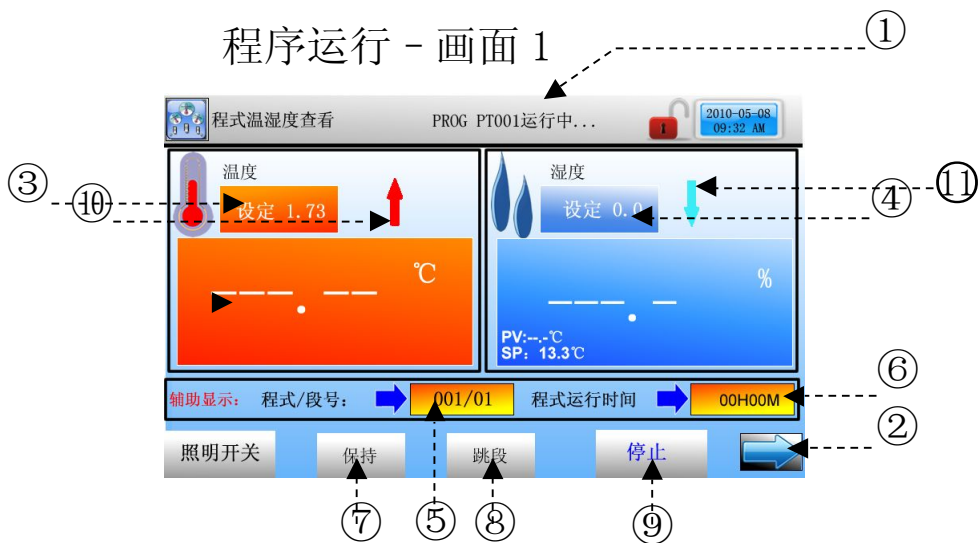 程序运行-画面1
①
程式温湿度查看
PROG PT001运行中...
2010-05-08
09:32 AM
温度
设定 1.73
℃
---.--
湿度
设定 0.0
%
---.-
PV:--.-℃
SP: 13.3℃
③
⑩
④
⑪
辅助显示:
程式/段号:
001/01
程式运行时间
00H00M
⑥
②
照明开关
保持
跳段
停止
⑦
⑤
⑧
⑨